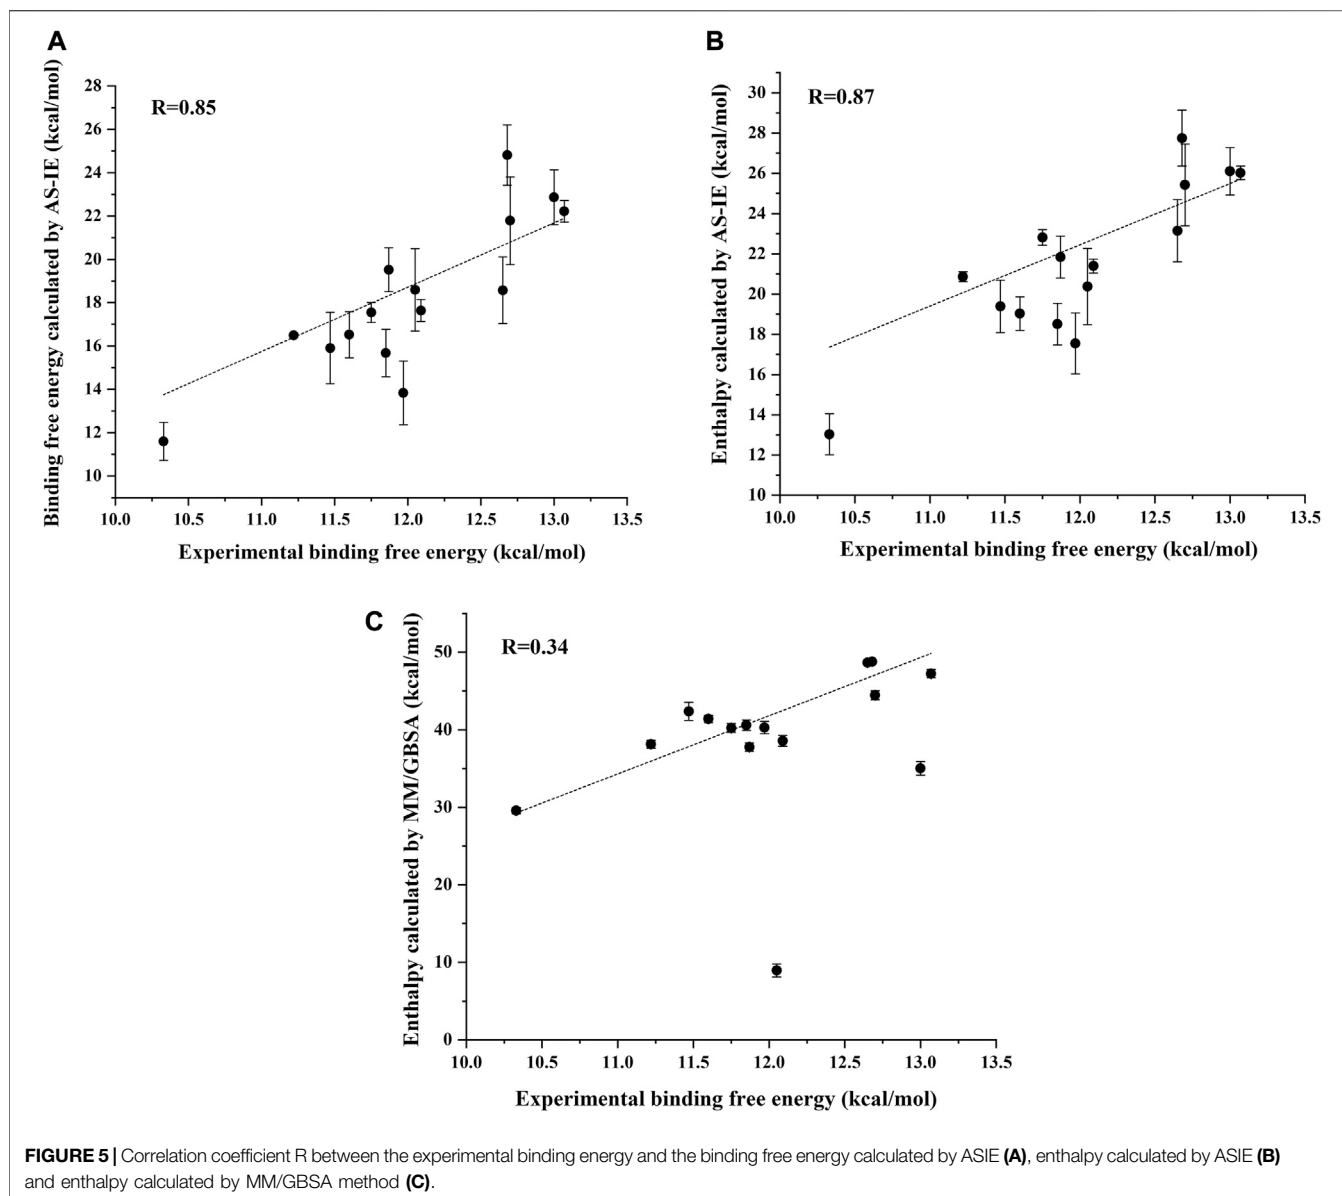 A
Binding free energy calculated by AS-IE (kcal/mol)
28
26
24
22
20
18
16
14
12
10
R=0.85
10.0 10.5 11.0 11.5 12.0 12.5 13.0 13.5
Experimental binding free energy (kcal/mol)
B
Enthalpy calculated by AS-IE (kcal/mol)
30
28
26
24
22
20
18
16
14
12
10
R=0.87
10.0 10.5 11.0 11.5 12.0 12.5 13.0 13.5
Experimental binding free energy (kcal/mol)
C
Enthalpy calculated by MM/GBSA (kcal/mol)
50
40
30
20
10
0
R=0.34
10.0 10.5 11.0 11.5 12.0 12.5 13.0 13.5
Experimental binding free energy (kcal/mol)
FIGURE 5 | Correlation coefficient R between the experimental binding energy and the binding free energy calculated by ASIE (A), enthalpy calculated by ASIE (B)
and enthalpy calculated by MM/GBSA method (C).